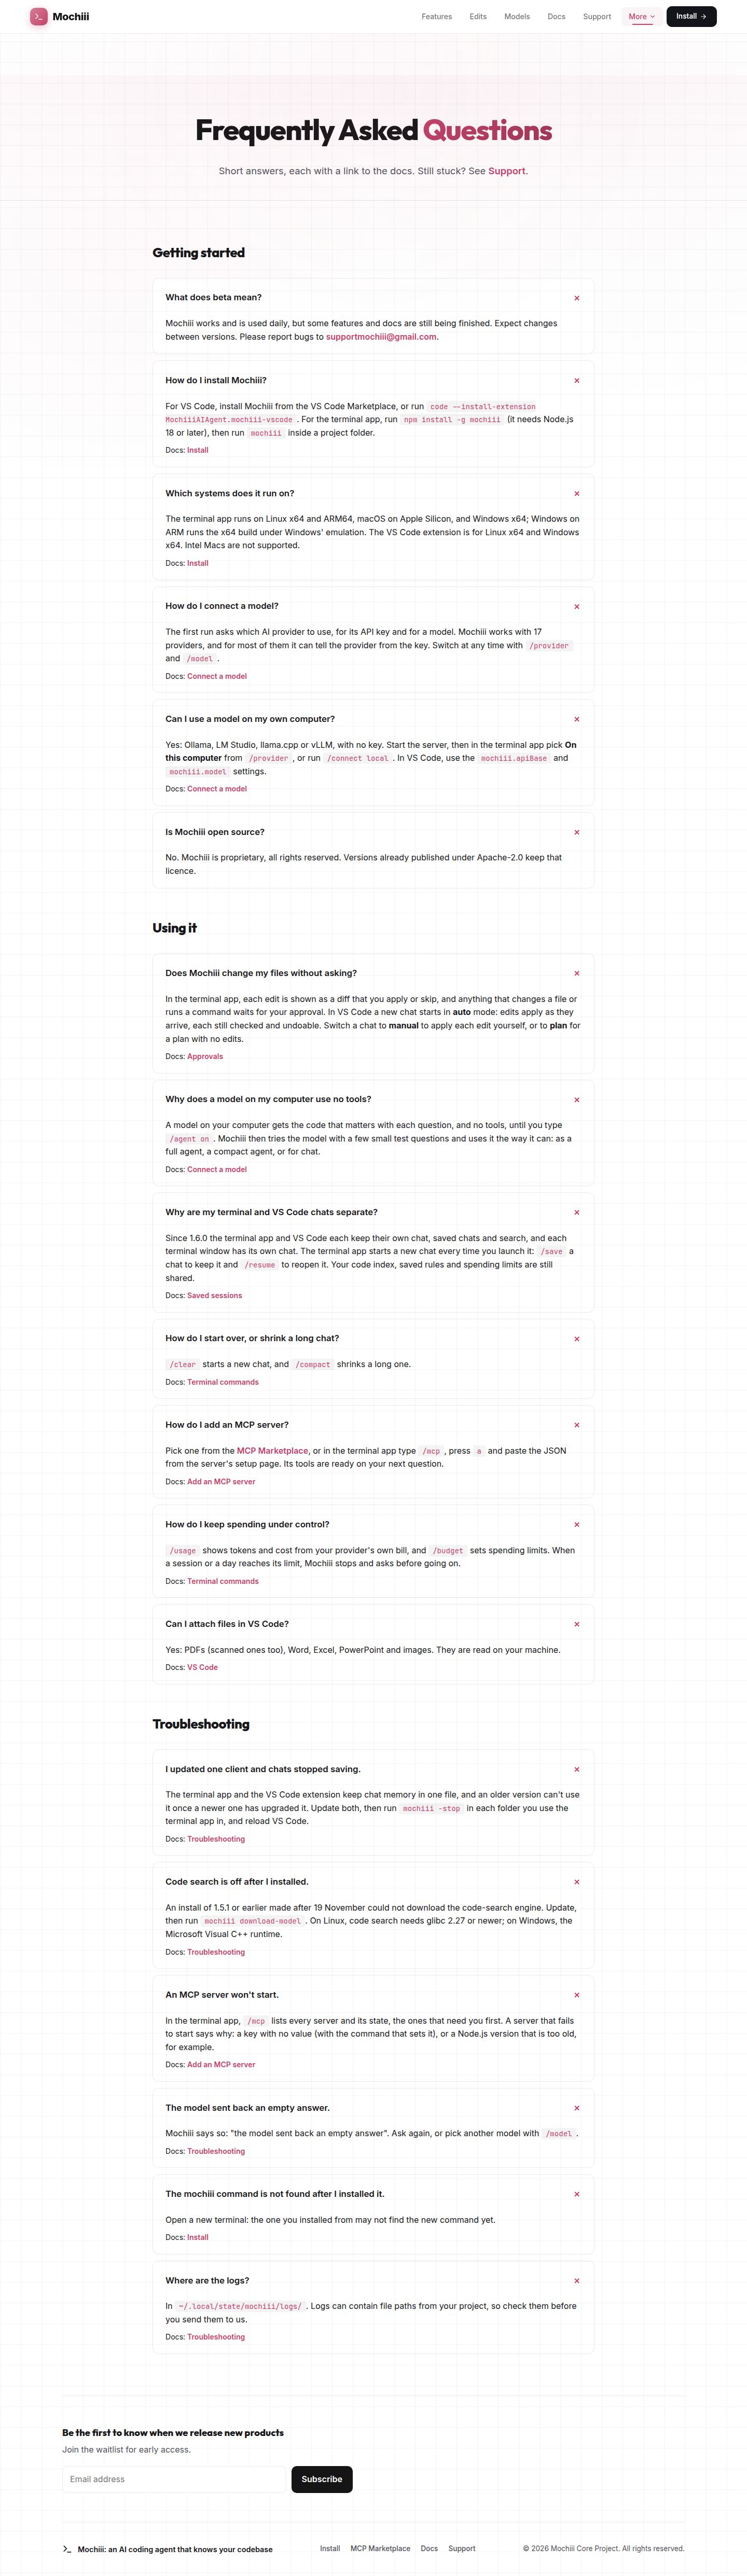 Mochiii
Features Edits Models Docs Support More Install →
Frequently Asked Questions
Short answers, each with a link to the docs. Still stuck? See Support.
Getting started
What does beta mean?
Mochiii works and is used daily, but some features and docs are still being finished. Expect changes
between versions. Please report bugs to supportmochiii@gmail.com.
How do I install Mochiii?
For VS Code, install Mochiii from the VS Code Marketplace, or run code --install-extension
MochiiiAIAgent.mochiii-vscode. For the terminal app, run npm install -g mochiii (it needs Node.js
18 or later), then run mochiii inside a project folder.
Docs: Install
Which systems does it run on?
The terminal app runs on Linux x64 and ARM64, macOS on Apple Silicon, and Windows x64; Windows on
ARM runs the x64 build under Windows' emulation. The VS Code extension is for Linux x64 and Windows
x64. Intel Macs are not supported.
Docs: Install
How do I connect a model?
The first run asks which AI provider to use, for its API key and for a model. Mochiii works with 17
providers, and for most of them it can tell the provider from the key. Switch at any time with /provider
and /model.
Docs: Connect a model
Can I use a model on my own computer?
Yes: Ollama, LM Studio, llama.cpp or vLLM, with no key. Start the server, then in the terminal app pick On
this computer from /provider, or run /connect local. In VS Code, use the mochiii.apiBase and
mochiii.model settings.
Docs: Connect a model
Is Mochiii open source?
No. Mochiii is proprietary, all rights reserved. Versions already published under Apache-2.0 keep that
licence.
Using it
Does Mochiii change my files without asking?
In the terminal app, each edit is shown as a diff that you apply or skip, and anything that changes a file or
runs a command waits for your approval. In VS Code a new chat starts in auto mode: edits apply as they
arrive, each still checked and undoable. Switch a chat to manual to apply each edit yourself, or to plan for
a plan with no edits.
Docs: Approvals
Why does a model on my computer use no tools?
A model on your computer gets the code that matters with each question, and no tools, until you type
/agent on. Mochiii then tries the model with a few small test questions and uses it the way it can: as a
full agent, a compact agent, or for chat.
Docs: Connect a model
Why are my terminal and VS Code chats separate?
Since 1.6.0 the terminal app and VS Code each keep their own chat, saved chats and search, and each
terminal window has its own chat. The terminal app starts a new chat every time you launch it: /save a
chat to keep it and /resume to reopen it. Your code index, saved rules and spending limits are still
shared.
Docs: Saved sessions
How do I start over, or shrink a long chat?
/clear starts a new chat, and /compact shrinks a long one.
Docs: Terminal commands
How do I add an MCP server?
Pick one from the MCP Marketplace, or in the terminal app type /mcp, press a and paste the JSON
from the server's setup page. Its tools are ready on your next question.
Docs: Add an MCP server
How do I keep spending under control?
/usage shows tokens and cost from your provider's own bill, and /budget sets spending limits. When
a session or a day reaches its limit, Mochiii stops and asks before going on.
Docs: Terminal commands
Can I attach files in VS Code?
Yes: PDFs (scanned ones too), Word, Excel, PowerPoint and images. They are read on your machine.
Docs: VS Code
Troubleshooting
I updated one client and chats stopped saving.
The terminal app and the VS Code extension keep chat memory in one file, and an older version can't use
it once a newer one has upgraded it. Update both, then run mochiii -stop in each folder you use the
terminal app in, and reload VS Code.
Docs: Troubleshooting
Code search is off after I installed.
An install of 1.5.1 or earlier made after 19 November could not download the code-search engine. Update,
then run mochiii download-model. On Linux, code search needs glibc 2.27 or newer; on Windows, the
Microsoft Visual C++ runtime.
Docs: Troubleshooting
An MCP server won't start.
In the terminal app, /mcp lists every server and its state, the ones that need you first. A server that fails
to start says why: a key with no value (with the command that sets it), or a Node.js version that is too old,
for example.
Docs: Add an MCP server
The model sent back an empty answer.
Mochiii says so: "the model sent back an empty answer". Ask again, or pick another model with /model.
Docs: Troubleshooting
The mochiii command is not found after I installed it.
Open a new terminal: the one you installed from may not find the new command yet.
Docs: Install
Where are the logs?
In ~/.local/state/mochiii/logs/. Logs can contain file paths from your project, so check them before
you send them to us.
Docs: Troubleshooting
Be the first to know when we release new products
Join the waitlist for early access.
Email address Subscribe
Mochiii: an AI coding agent that knows your codebase Install MCP Marketplace Docs Support © 2026 Mochiii Core Project. All rights reserved.